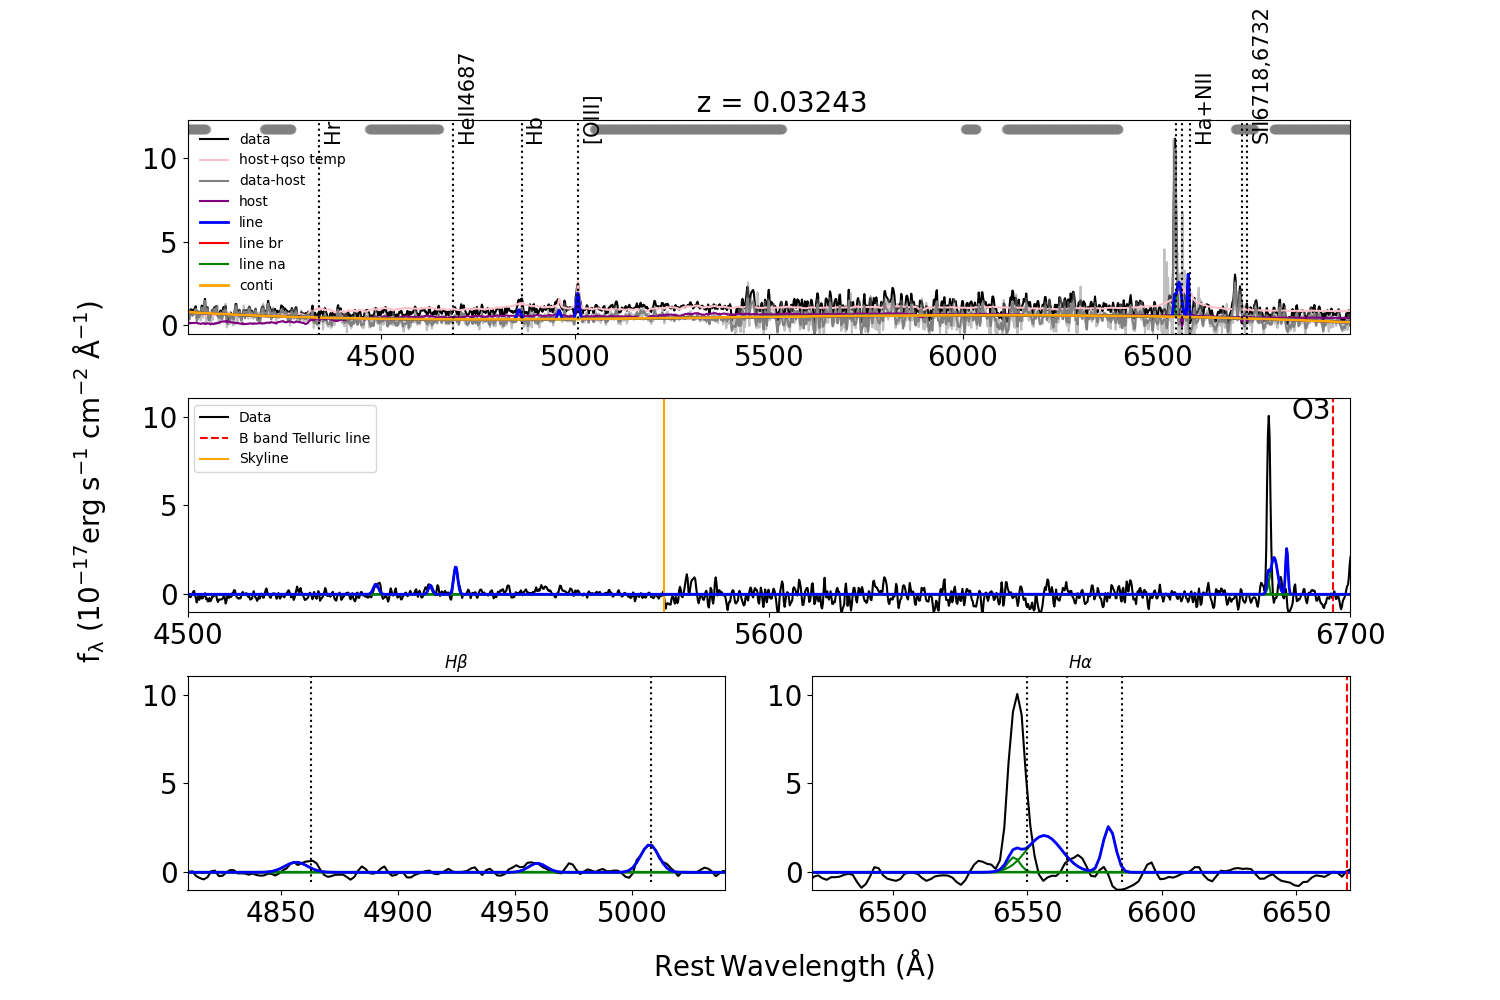 z = 0.03243
Hr
HeII4687
Hb
[OIII]
Ha+NII
SII6718,6732
data
host+qso temp
data-host
host
line
line br
line na
conti
10
5
0
4500
5000
5500
6000
6500
fλ (10⁻¹⁷erg s⁻¹ cm⁻² Å⁻¹)
Data
B band Telluric line
Skyline
O3
10
5
0
4500
5600
6700
Hβ
10
5
0
4850
4900
4950
5000
Hα
10
5
0
6500
6550
6600
6650
Rest Wavelength (Å)